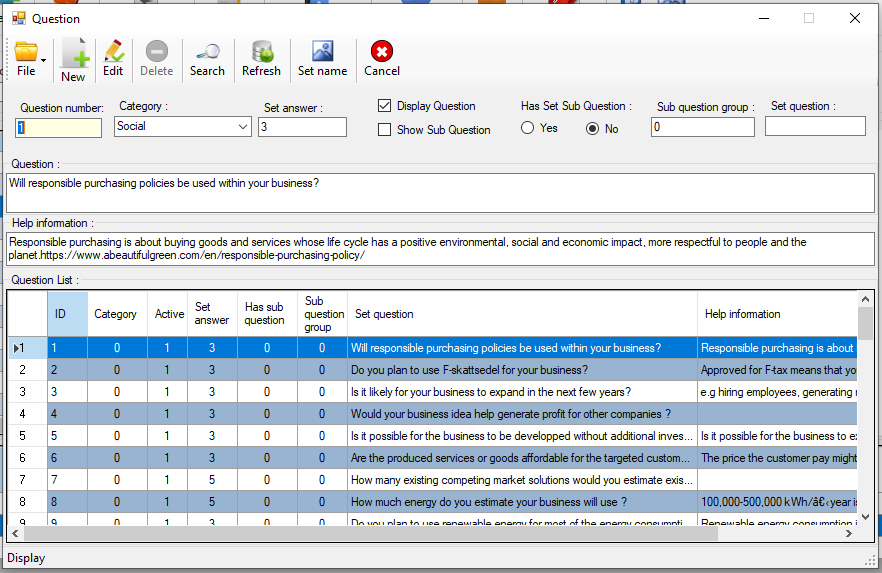 Question
File
New
Edit
Delete
Search
Refresh
Set name
Cancel
Question number:
Category :
Set answer :
Display Question
Has Set Sub Question :
Sub question group :
Set question :
1
Social
3
Show Sub Question
Yes
No
0
Question :
Will responsible purchasing policies be used within your business?
Help information :
Responsible purchasing is about buying goods and services whose life cycle has a positive environmental, social and economic impact, more respectful to people and the
planet.https://www.abeautifulgreen.com/en/responsible-purchasing-policy/
Question List :
ID Category Active Set answer Has sub question Sub question group Set question Help information
1 1 0 1 3 0 0 Will responsible purchasing policies be used within your business? Responsible purchasing is about
2 2 0 1 3 0 0 Do you plan to use F-skattsedel for your business? Approved for F-tax means that yo
3 3 0 1 3 0 0 Is it likely for your business to expand in the next few years? e.g hiring employees, generating
4 4 0 1 3 0 0 Would your business idea help generate profit for other companies ?
5 5 0 1 3 0 0 Is it possible for the business to be developped without additional inves... Is it possible for the business to e
6 6 0 1 3 0 0 Are the produced services or goods affordable for the targeted custom... The price the customer pay might
7 7 0 1 5 0 0 How many existing competing market solutions would you estimate exis...
8 8 0 1 5 0 0 How much energy do you estimate your business will use ? 100,000-500,000 kWh/â€‹year is
9 9 0 1 3 0 0 Do you plan to use renewable energy for most of the energy consumpti... Renewable energy consumption i
Display